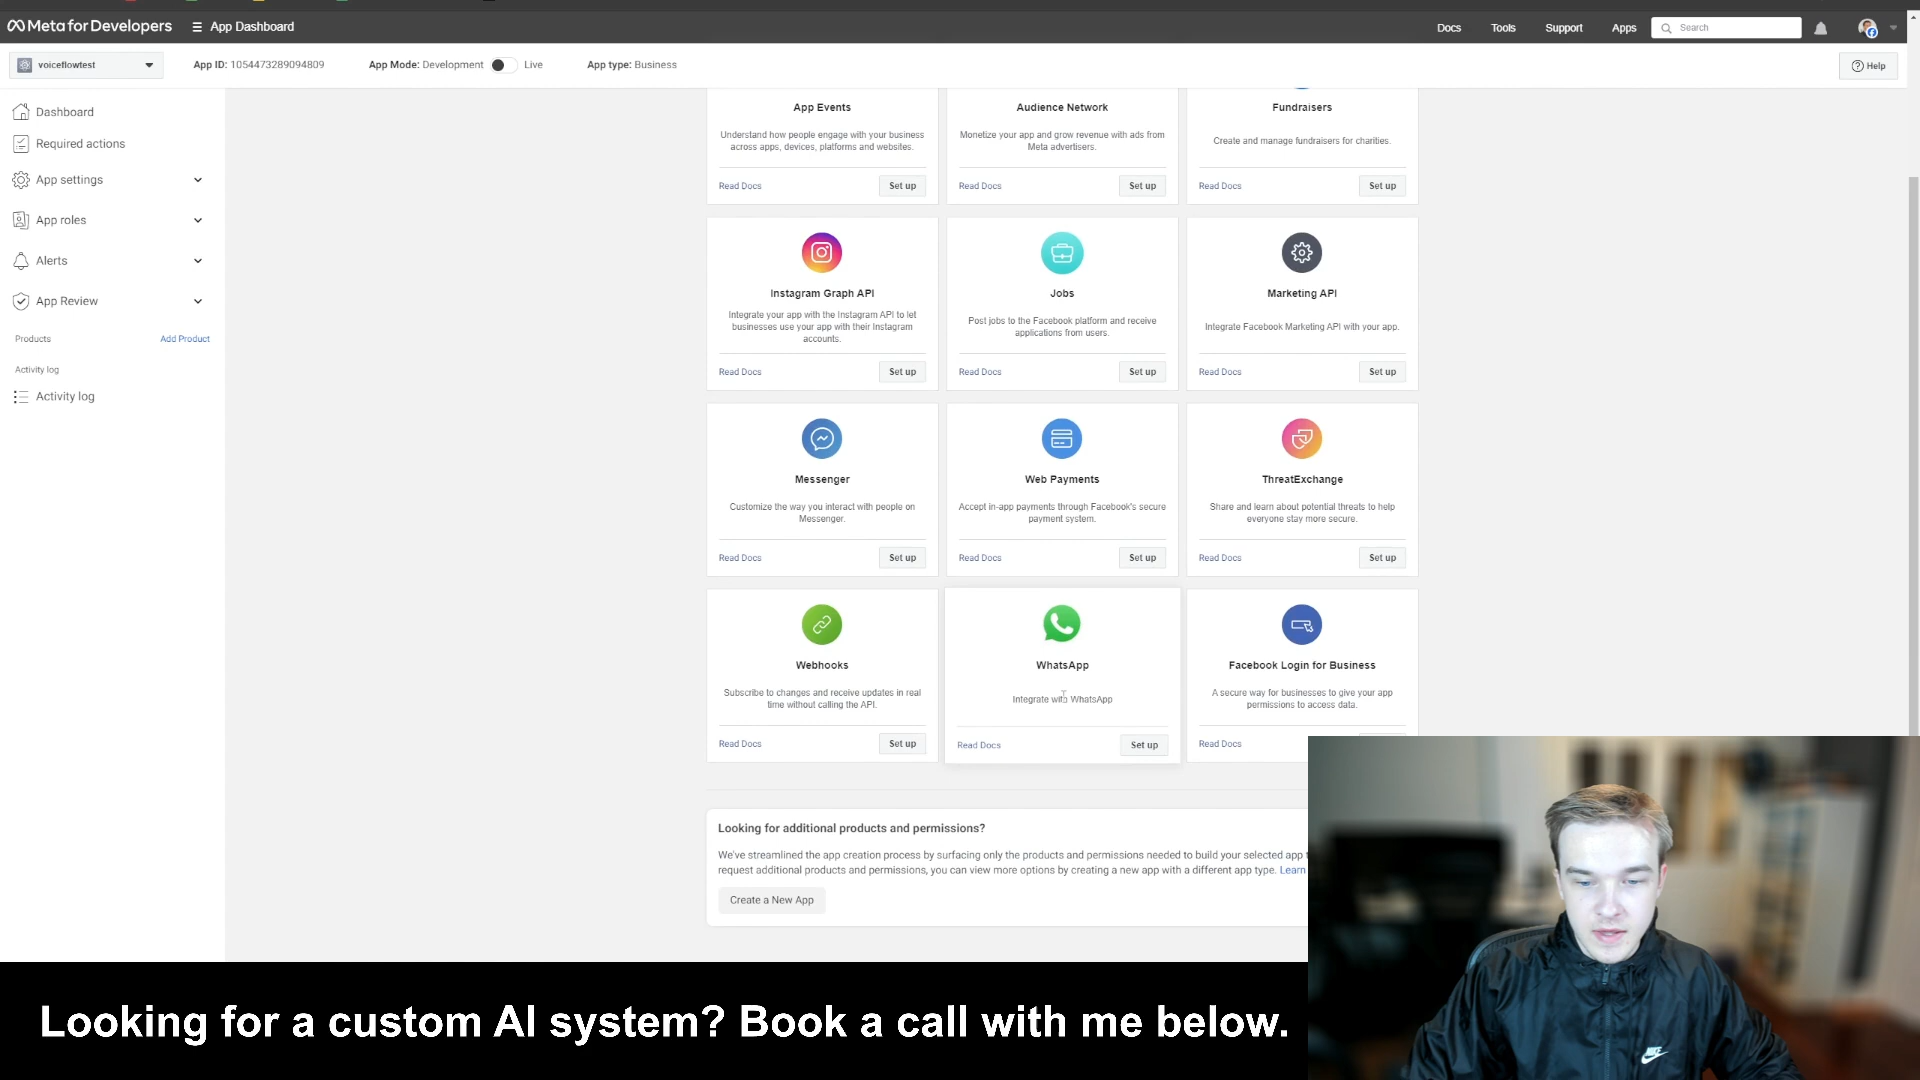 Meta for Developers
App Dashboard
Docs
Tools
Support
Apps
Search
voiceflowtest
App ID: 1054473289094809
App Mode: Development
Live
App type: Business
Help
Dashboard
Required actions
App settings
App roles
Alerts
App Review
Products
Add Product
Activity log
Activity log
App Events
Understand how people engage with your business
across apps, devices, platforms and websites.
Read Docs
Set up
Audience Network
Monetize your app and grow revenue with ads from
Meta advertisers.
Read Docs
Set up
Fundraisers
Create and manage fundraisers for charities.
Read Docs
Set up
Instagram Graph API
Integrate your app with the Instagram API to let
businesses use your app with their Instagram
accounts.
Read Docs
Set up
Jobs
Post jobs to the Facebook platform and receive
applications from users.
Read Docs
Set up
Marketing API
Integrate Facebook Marketing API with your app.
Read Docs
Set up
Messenger
Customize the way you interact with people on
Messenger.
Read Docs
Set up
Web Payments
Accept in-app payments through Facebook's secure
payment system.
Read Docs
Set up
ThreatExchange
Share and learn about potential threats to help
everyone stay more secure.
Read Docs
Set up
Webhooks
Subscribe to changes and receive updates in real
time without calling the API.
Read Docs
Set up
WhatsApp
Integrate with WhatsApp
Read Docs
Set up
Facebook Login for Business
A secure way for businesses to give your app
permissions to access data.
Read Docs
Looking for additional products and permissions?
We've streamlined the app creation process by surfacing only the products and permissions needed to build your selected app
request additional products and permissions, you can view more options by creating a new app with a different app type. Learn
Create a New App
Looking for a custom AI system? Book a call with me below.
NIKE